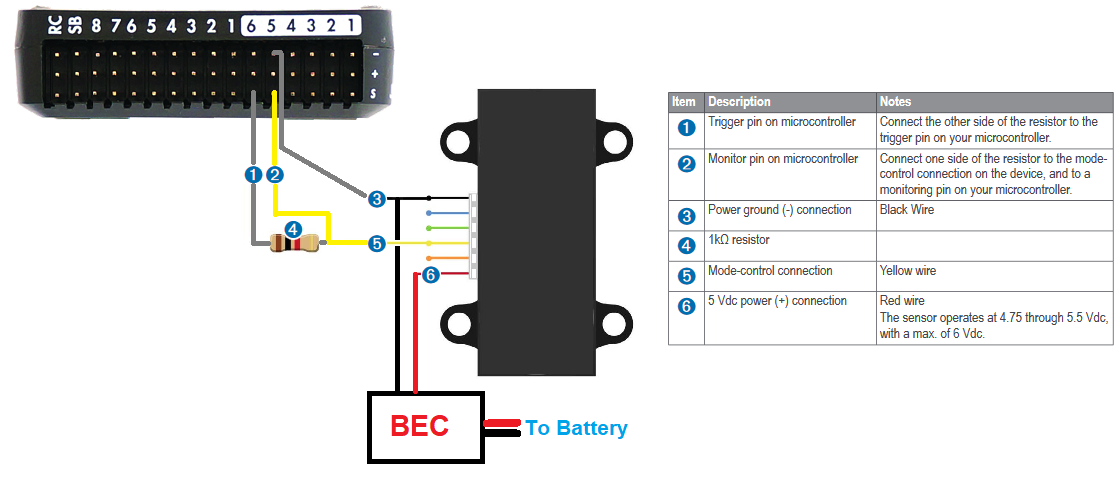 RC SB 8 7 6 5 4 3 2 1 6 5 4 3 2 1
-
+
S
1 2
3
4
5
6
BEC
To Battery
Item Description Notes
1 Trigger pin on microcontroller Connect the other side of the resistor to the
trigger pin on your microcontroller.
2 Monitor pin on microcontroller Connect one side of the resistor to the mode-
control connection on the device, and to a
monitoring pin on your microcontroller.
3 Power ground (-) connection Black Wire
4 1kΩ resistor
5 Mode-control connection Yellow wire
6 5 Vdc power (+) connection Red wire
The sensor operates at 4.75 through 5.5 Vdc,
with a max. of 6 Vdc.